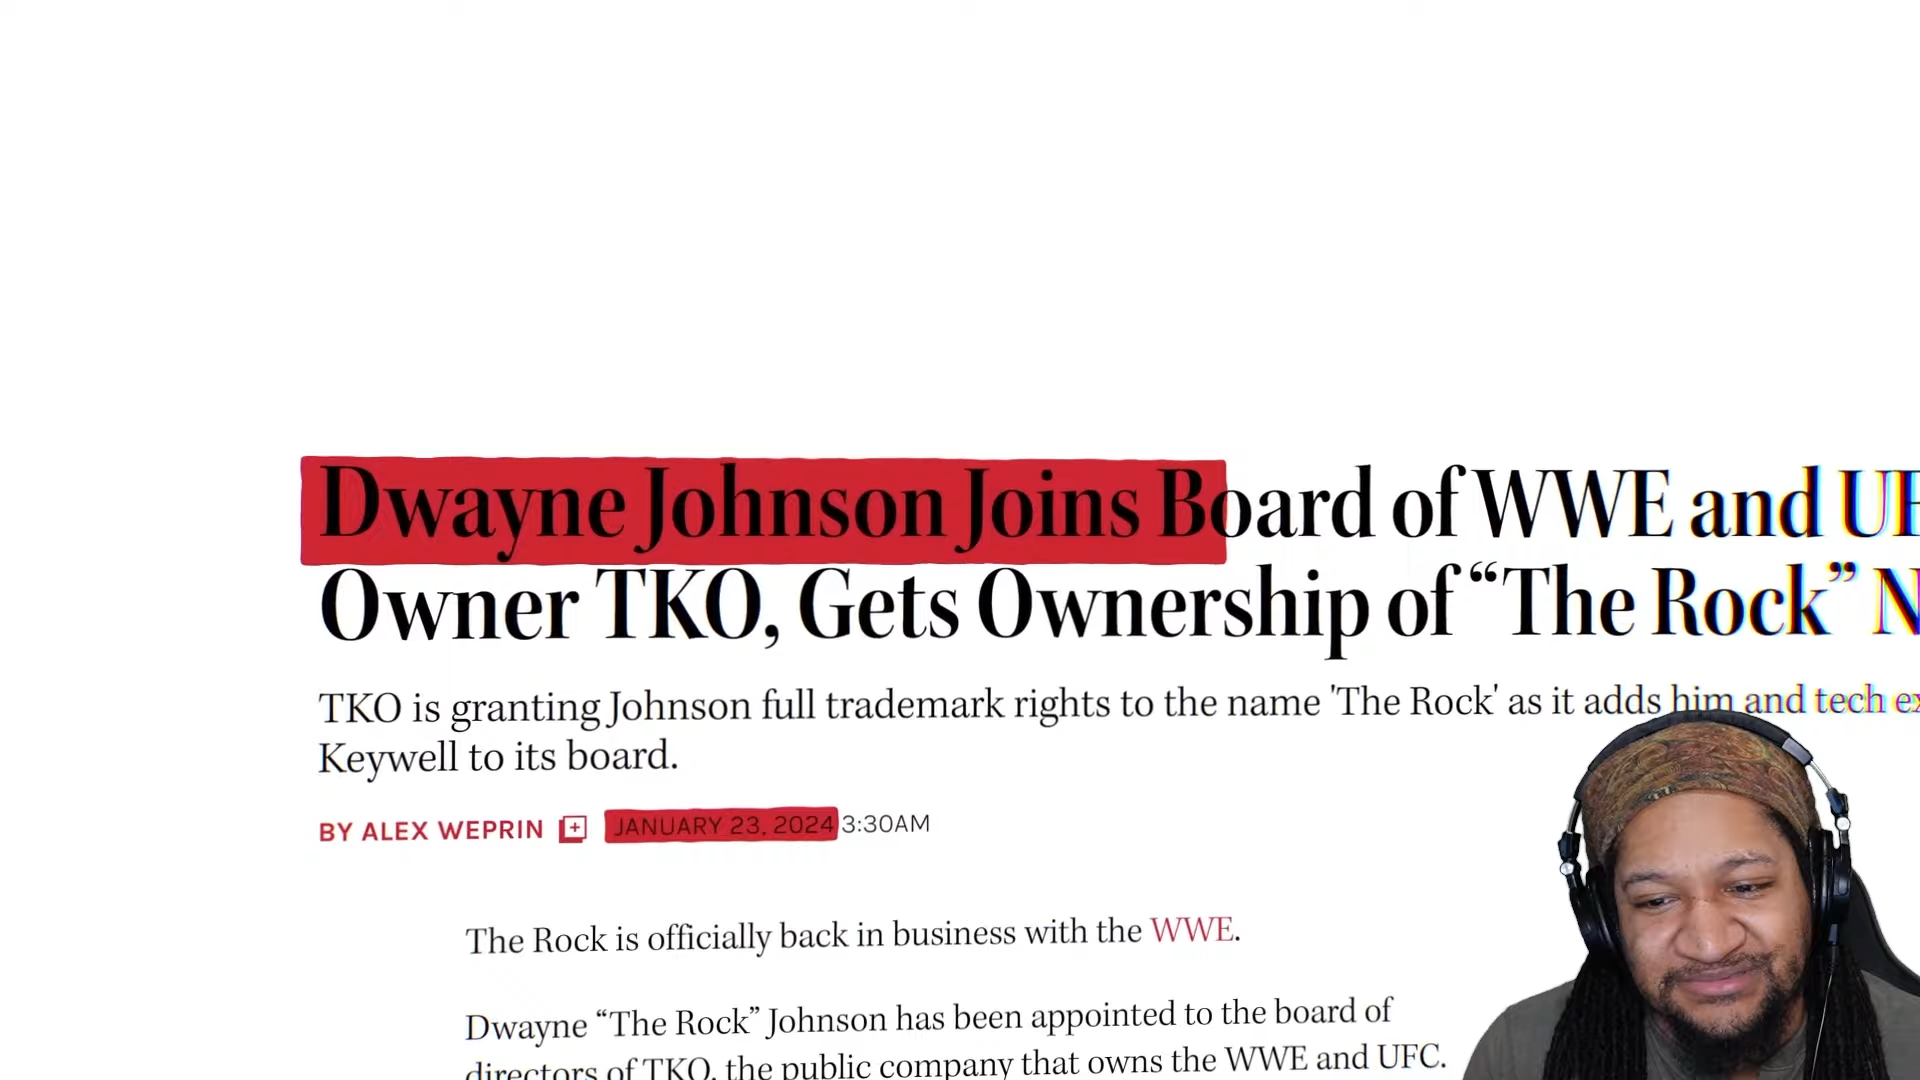 Dwayne Johnson Joins Board of WWE and
Owner TKO, Gets Ownership of “The Rock”
TKO is granting Johnson full trademark rights to the name 'The Rock' as it adds him and tech
Keywell to its board.
BY ALEX WEPRIN JANUARY 23, 2024 3:30AM
The Rock is officially back in business with the WWE.
Dwayne “The Rock” Johnson has been appointed to the board of
directors of TKO, the public company that owns the WWE and UFC.